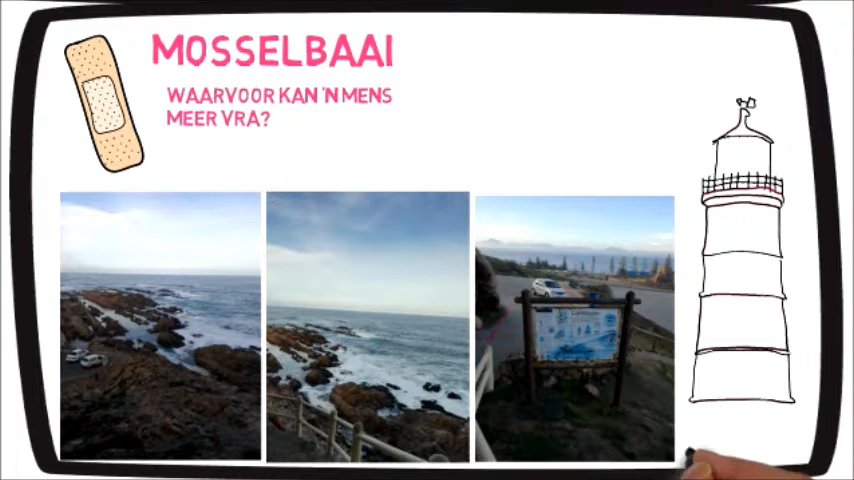 MOSSELBAAI
WAARVOOR KAN 'N MENS
MEER VRA?